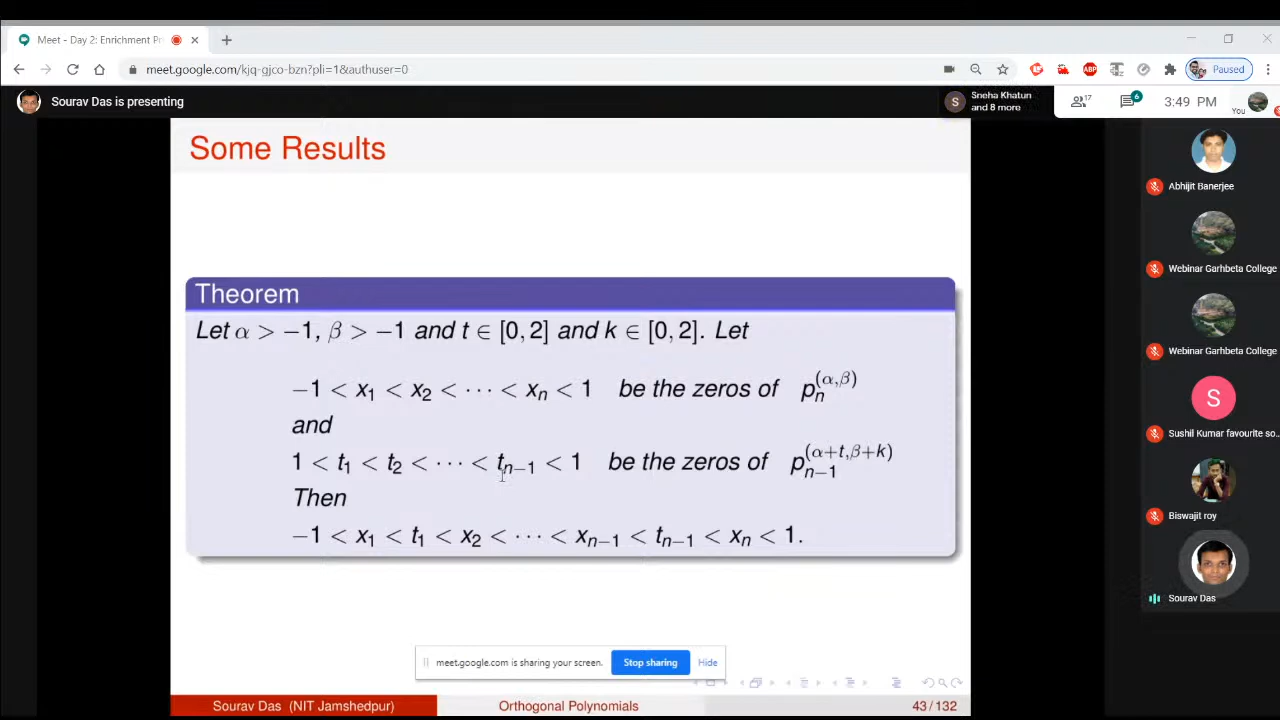 Meet - Day 2: Enrichment Pr
meet.google.com/kjq-gjco-bzn?pli=1&authuser=0
ABP
Paused
Sourav Das is presenting
S
Sneha Khatun
and 8 more
17
6
3:49 PM
You
Some Results
Theorem
Let α > −1, β > −1 and t ∈ [0, 2] and k ∈ [0, 2]. Let
−1 < x₁ < x₂ < ⋯ < xₙ < 1 be the zeros of pₙ^(α,β)
and
1 < t₁ < t₂ < ⋯ < tₙ₋₁ < 1 be the zeros of pₙ₋₁^(α+t,β+k)
Then
−1 < x₁ < t₁ < x₂ < ⋯ < xₙ₋₁ < tₙ₋₁ < xₙ < 1.
meet.google.com is sharing your screen.
Stop sharing
Hide
Sourav Das (NIT Jamshedpur)
Orthogonal Polynomials
43/132
Abhijit Banerjee
Webinar Garhbeta College
Webinar Garhbeta College
S
Sushil Kumar favourite so...
Biswajit roy
Sourav Das